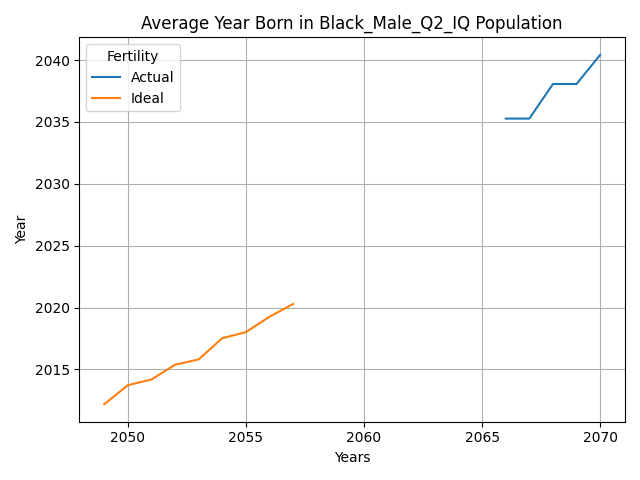 Average Year Born in Black_Male_Q2_IQ Population
Fertility
Actual
Ideal
2040
2035
2030
2025
2020
2015
Year
2050 2055 2060 2065 2070
Years